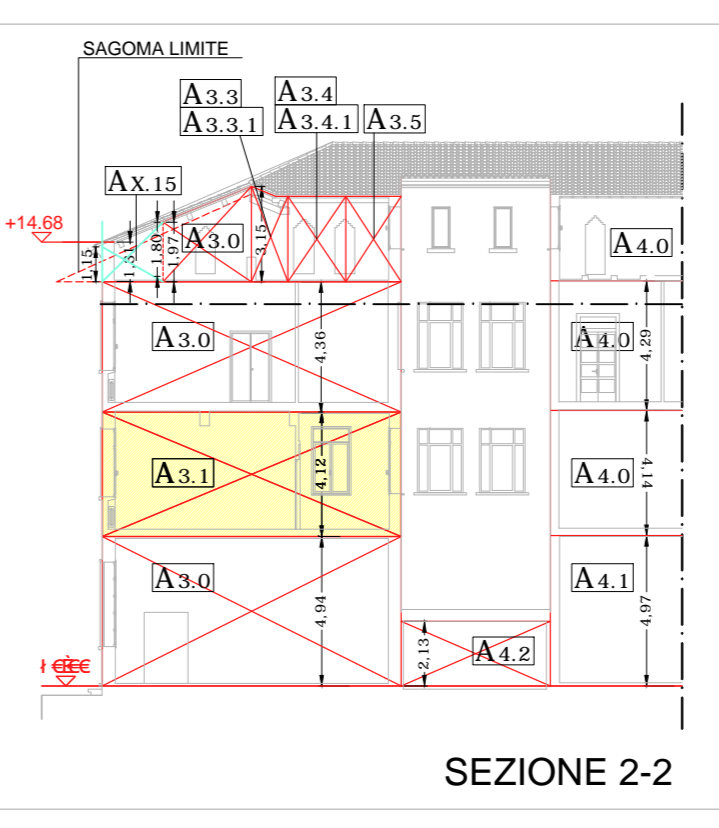 SAGOMA LIMITE
A3.3
A3.4
A3.3.1
A3.4.1
A3.5
AX.15
+14.68
1,15
1,31
1,80
1,97
A3.0
3,15
A4.0
A3.0
4,36
A4.0
4,29
A3.1
4,12
A4.0
4,14
A3.0
4,94
A4.1
4,97
2,13
A4.2
SEZIONE 2-2